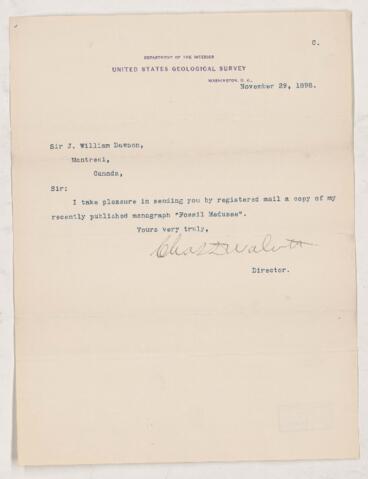 C.
DEPARTMENT OF THE INTERIOR
UNITED STATES GEOLOGICAL SURVEY
WASHINGTON, D. C.,
November 29, 1898.
Sir J. William Dawson,
Montreal,
Canada,
Sir:
I take pleasure in sending you by registered mail a copy of my
recently published monograph "Fossil Medusae".
Yours very truly,
Chas D Walcott
Director.